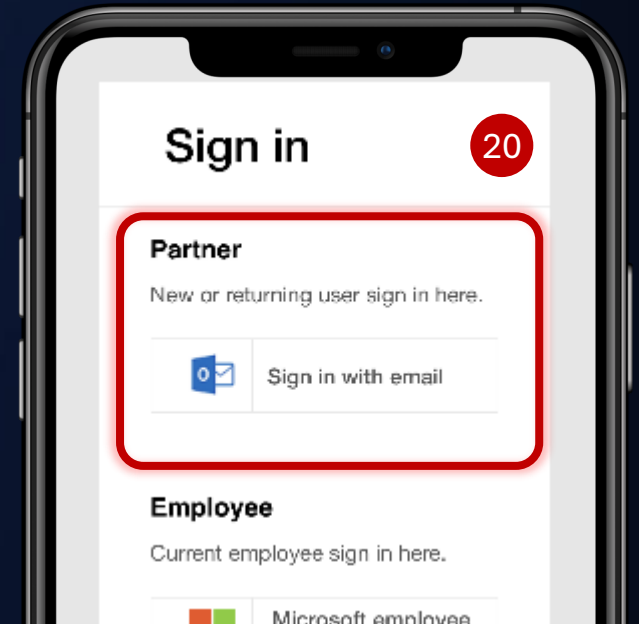 Sign in
20
Partner
New or returning user sign in here.
Sign in with email
Employee
Current employee sign in here.
Microsoft employee